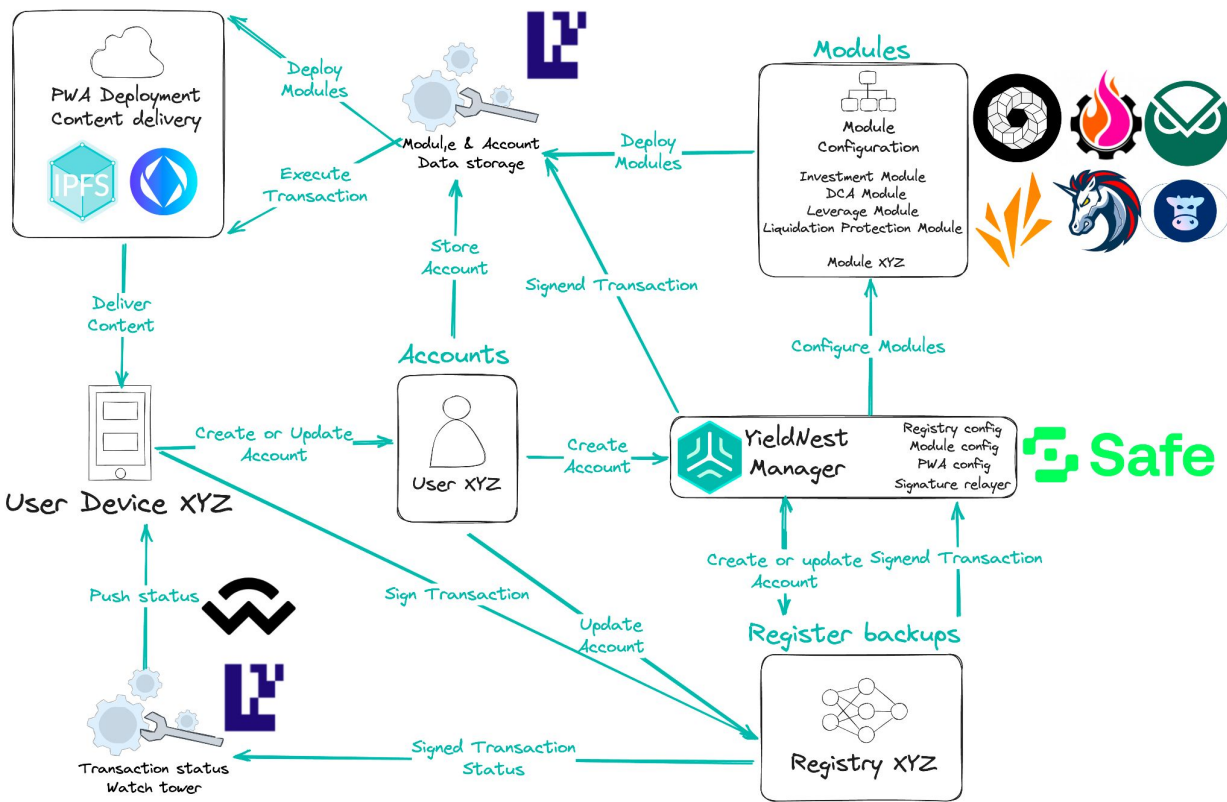 PWA Deployment
Content delivery
IPFS
Deploy
Modules
Execute
Transaction
Modul,e & Account
Data storage
Deploy
Modules
Modules
Module
Configuration
Investment Module
DCA Module
Leverage Module
Liquidation Protection Module
Module XYZ
Store
Account
Signend Transaction
Deliver
Content
Configure Modules
Accounts
User XYZ
Create or Update
Account
Create
Account
YieldNest
Manager
Registry config
Module config
PWA config
Signature relayer
Safe
User Device XYZ
Push status
Sign Transaction
Update
Account
Create or update
Account
Signend Transaction
Register backups
Registry XYZ
Signed Transaction
Status
Transaction status
Watch tower